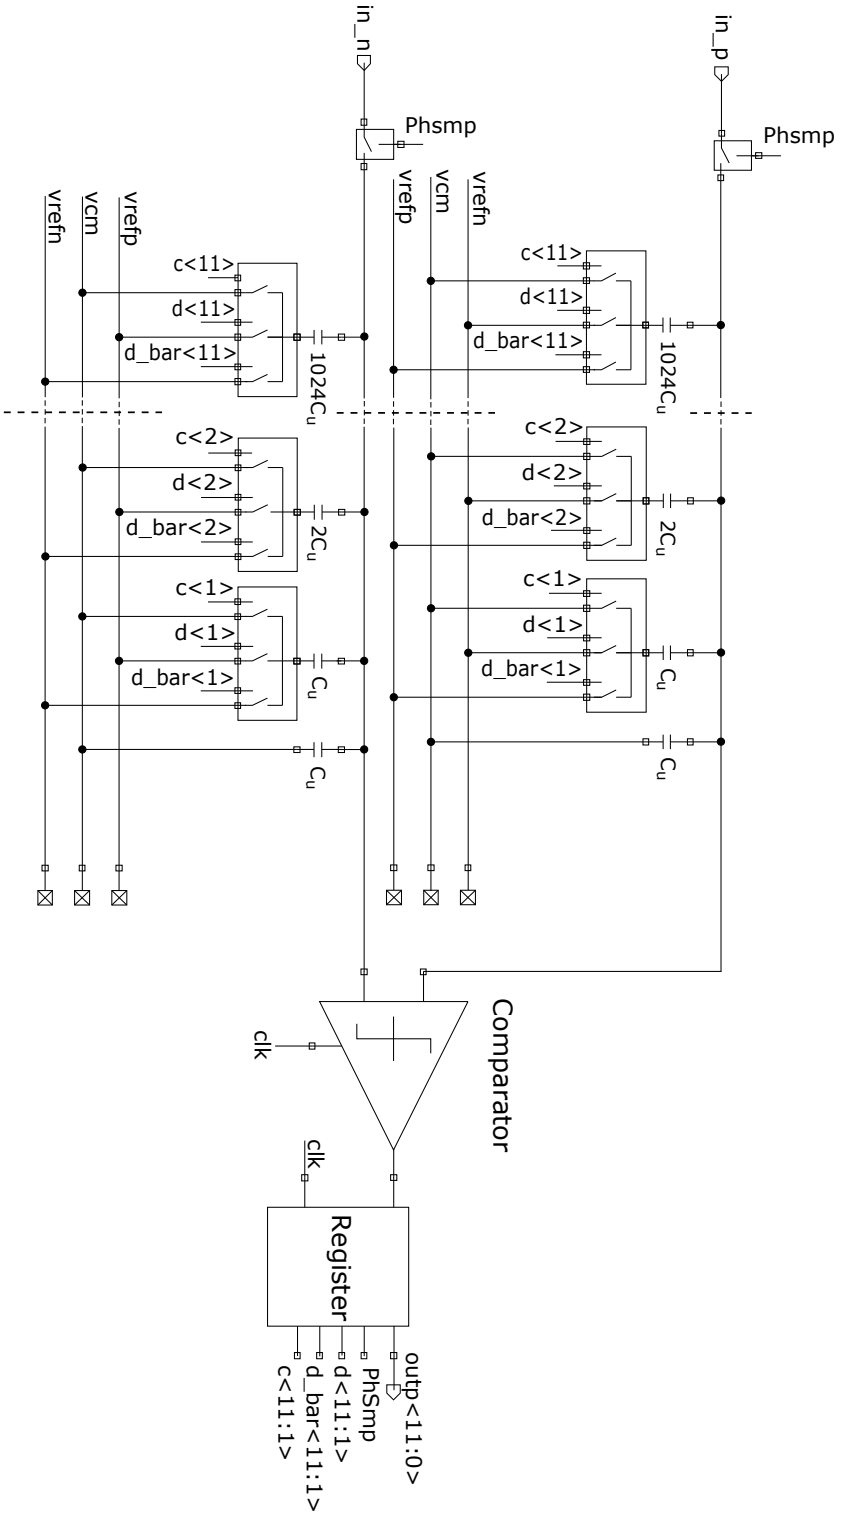 in_p
Phsmp
vrefn
vcm
vrefp
c<11>
d<11>
d_bar<11>
1024Cu
c<2>
d<2>
d_bar<2>
2Cu
c<1>
d<1>
d_bar<1>
Cu
Cu
in_n
Phsmp
vrefp
vcm
vrefn
c<11>
d<11>
d_bar<11>
1024Cu
c<2>
d<2>
d_bar<2>
2Cu
c<1>
d<1>
d_bar<1>
Cu
Cu
Comparator
clk
clk
Register
outp<11:0>
PhSmp
d<11:1>
d_bar<11:1>
c<11:1>